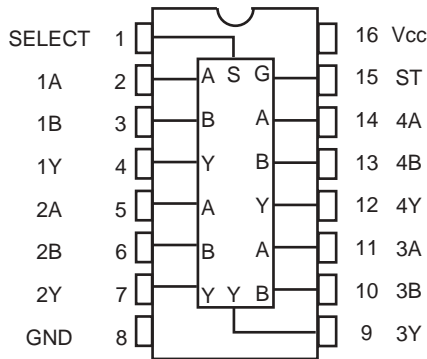 SELECT 1 16 Vcc
1A 2 A S G 15 ST
1B 3 B A 14 4A
1Y 4 Y B 13 4B
2A 5 A Y 12 4Y
2B 6 B A 11 3A
2Y 7 Y Y B 10 3B
GND 8 9 3Y